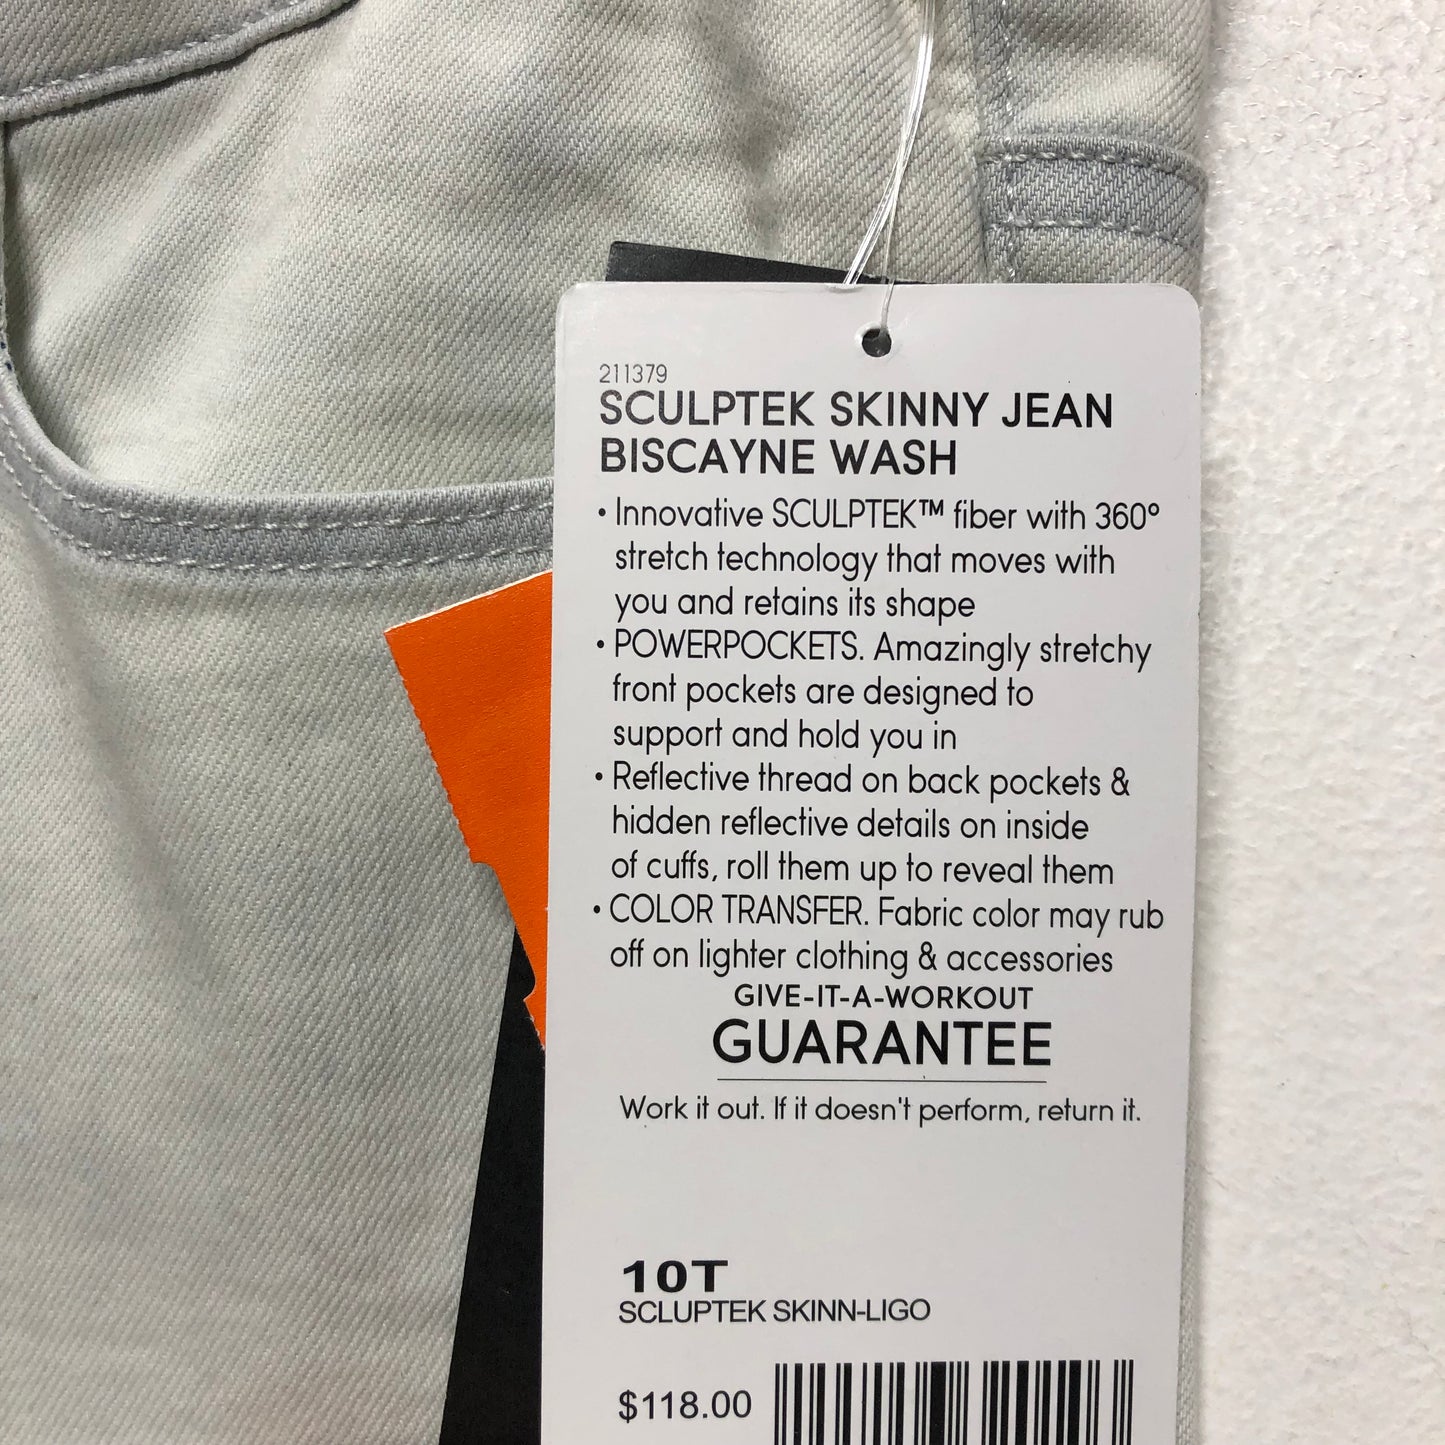 211379
SCULPTEK SKINNY JEAN
BISCAYNE WASH
• Innovative SCULPTEK™ fiber with 360°
stretch technology that moves with
you and retains its shape
• POWERPOCKETS. Amazingly stretchy
front pockets are designed to
support and hold you in
• Reflective thread on back pockets &
hidden reflective details on inside
of cuffs, roll them up to reveal them
• COLOR TRANSFER. Fabric color may rub
off on lighter clothing & accessories
GIVE-IT-A-WORKOUT
GUARANTEE
Work it out. If it doesn't perform, return it.
10T
SCLUPTEK SKINN-LIGO
$118.00